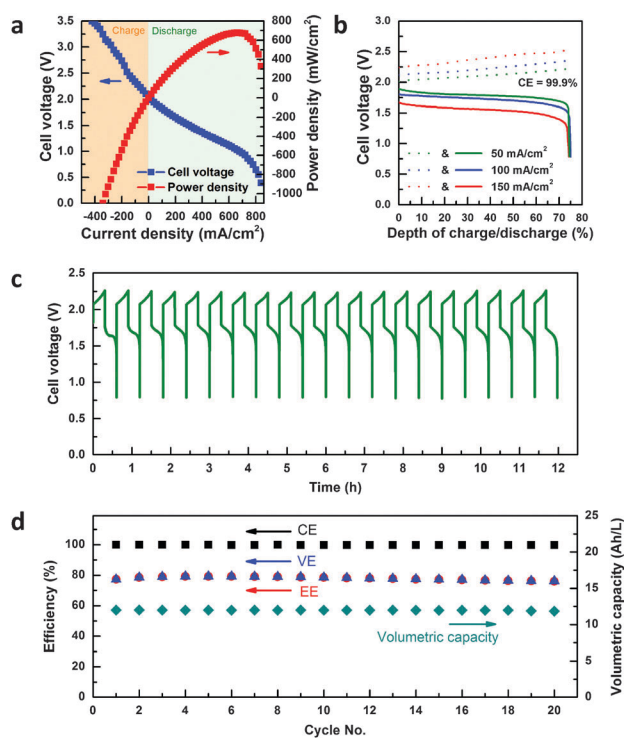 a
Charge
Discharge
Cell voltage (V)
3.5
3.0
2.5
2.0
1.5
1.0
0.5
0.0
800
600
400
200
0
-200
-400
-600
-800
-1000
Power density (mW/cm²)
Cell voltage
Power density
-400 -200 0 200 400 600 800
Current density (mA/cm²)
b
Cell voltage (V)
3.0
2.5
2.0
1.5
1.0
0.5
0.0
CE = 99.9%
& 50 mA/cm²
& 100 mA/cm²
& 150 mA/cm²
0 10 20 30 40 50 60 70 80
Depth of charge/discharge (%)
c
Cell voltage (V)
2.5
2.0
1.5
1.0
0.5
0.0
0 1 2 3 4 5 6 7 8 9 10 11 12
Time (h)
d
Efficiency (%)
100
80
60
40
20
0
CE
VE
EE
Volumetric capacity
25
20
15
10
5
0
Volumetric capacity (Ah/L)
0 2 4 6 8 10 12 14 16 18 20
Cycle No.